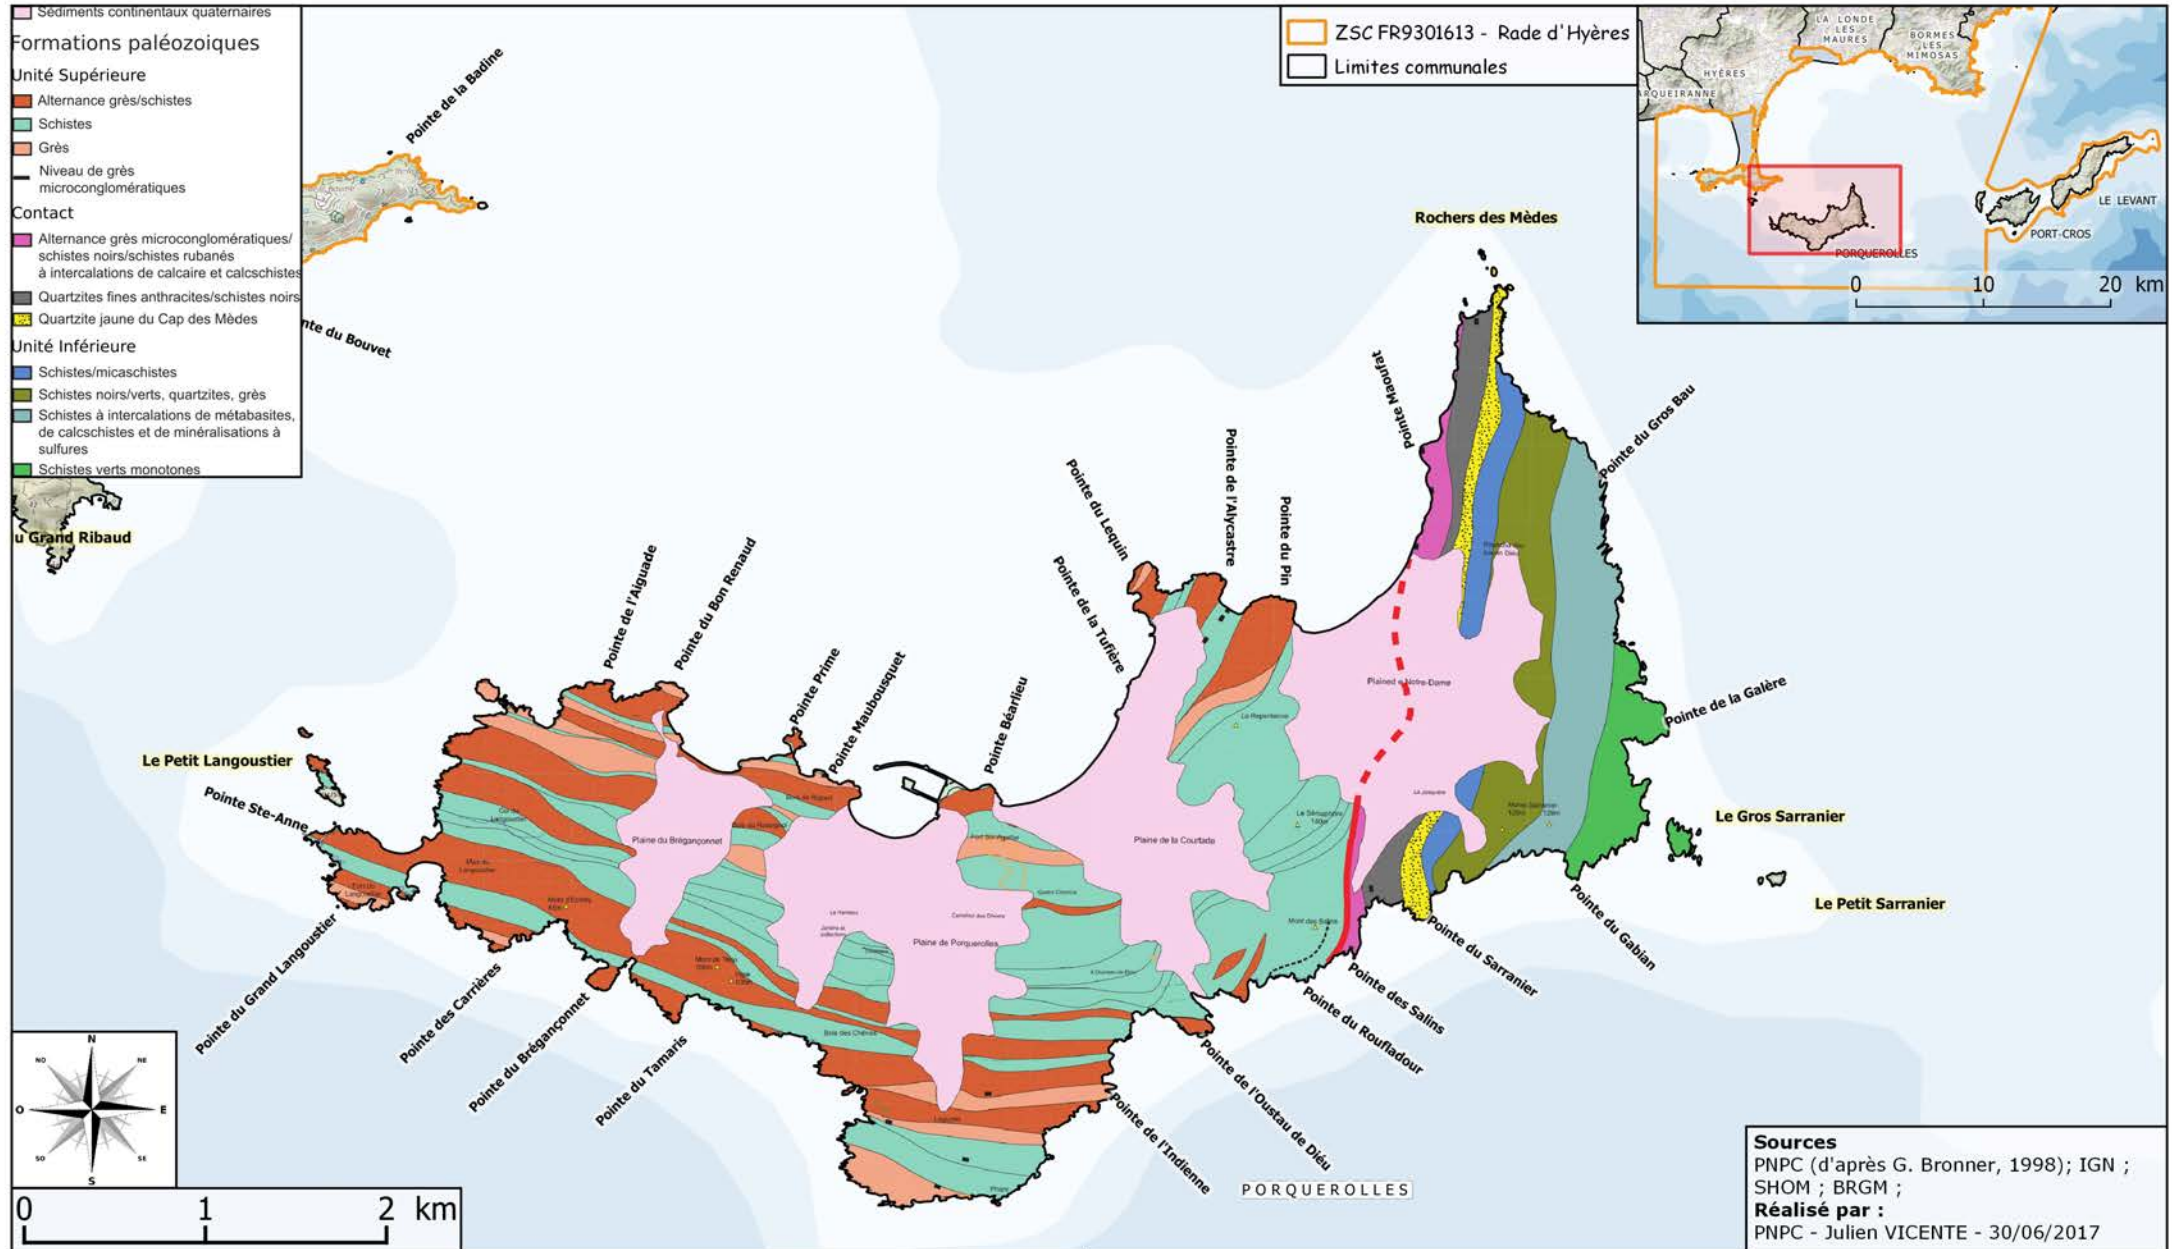 Sédiments continentaux quaternaires
Formations paléozoiques
Unité Supérieure
Alternance grès/schistes
Schistes
Grès
Niveau de grès
microconglomératiques
Contact
Alternance grès microconglomératiques/
schistes noirs/schistes rubanés
à intercalations de calcaire et calcschistes
Quartzites fines anthracites/schistes noirs
Quartzite jaune du Cap des Mèdes
Unité Inférieure
Schistes/micaschistes
Schistes noirs/verts, quartzites, grès
Schistes à intercalations de métabasites,
de calcschistes et de minéralisations à
sulfures
Schistes verts monotones
ZSC FR9301613 - Rade d'Hyères
Limites communales
LA LONDE
LES
MAURES
BORMES
LES
MIMOSAS
HYÈRES
ARQUEIRANNE
LE LEVANT
PORT-CROS
PORQUEROLLES
0 10 20 km
Pointe de la Badine
nte du Bouvet
u Grand Ribaud
Rochers des Mèdes
Pointe Maoufat
Pointe du Gros Bau
Pointe de l'Alycastre
Pointe du Lequin
Pointe du Pin
Pointe de la Tufière
Pointe de l'Aiguade
Pointe du Bon Renaud
Pointe Prime
Pointe Maubousquet
Pointe Béarlieu
Plained e Notre-Dame
La Repentance
Pointe de la Galère
Le Petit Langoustier
Pointe Ste-Anne
Plaine du Brégançonnet
Plaine de la Courtade
Le Gros Sarranier
Le Petit Sarranier
Plaine de Porquerolles
Mont des Salins
Pointe du Grand Langoustier
Pointe des Carrières
Pointe du Brégançonnet
Pointe du Tamaris
Pointe de l'Indienne
Pointe de l'Oustau de Diéu
Pointe du Roufladour
Pointe des Salins
Pointe du Sarranier
Pointe du Gabian
Phare
PORQUEROLLES
N
NE
E
SE
S
SO
O
NO
0 1 2 km
Sources
PNPC (d'après G. Bronner, 1998); IGN ;
SHOM ; BRGM ;
Réalisé par :
PNPC - Julien VICENTE - 30/06/2017